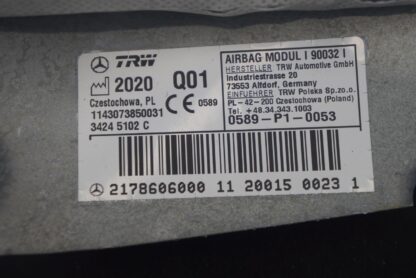 TRW
2020 Q01
Czestochowa, PL
CE 0589
1143073850031
3424 5102 C
AIRBAG MODUL I 90032 I
HERSTELLER TRW Automotive GmbH
Industriestrasse 20
73553 Alfdorf, Germany
EINFUEHRER TRW Polska Sp.zo.o.
PL-42-200 Czestochowa (Poland)
Tel. +48.34.343.1003
0589-P1-0053
2178606000 11 20015 0023 1